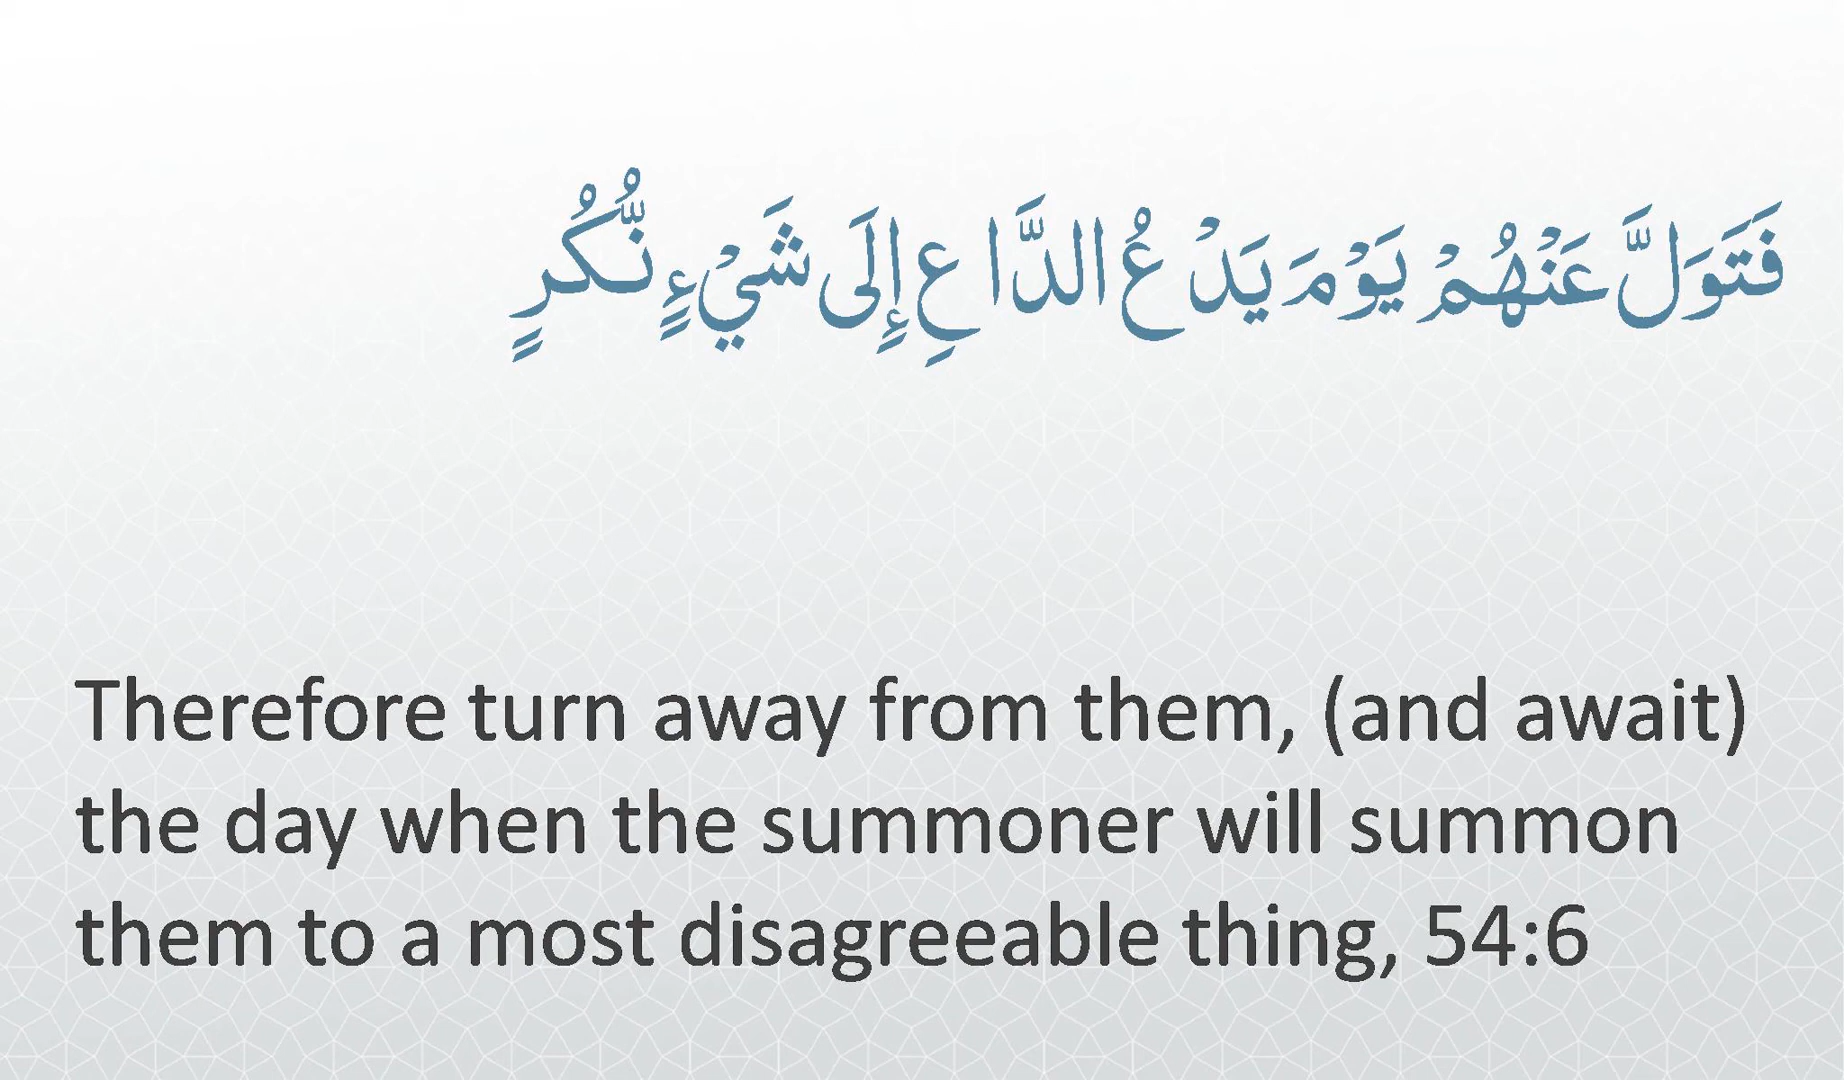 فَتَوَلَّ عَنْهُمْ يَوْمَ يَدْعُ الدَّاعِ إِلَى شَيْءٍ نُّكُرٍ
Therefore turn away from them, (and await)
the day when the summoner will summon
them to a most disagreeable thing, 54:6